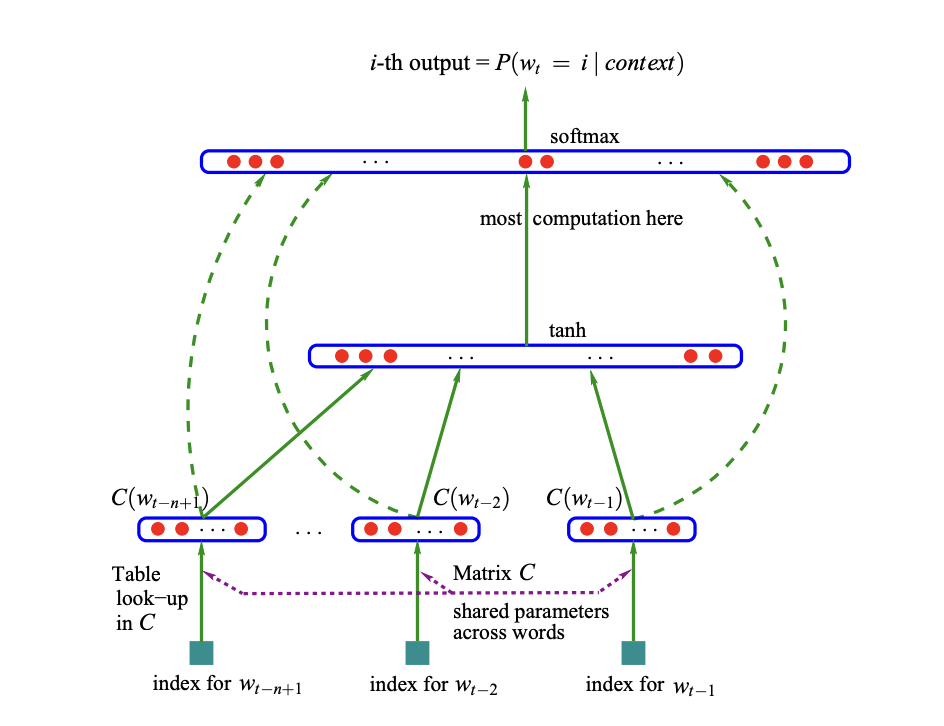 i-th output = P(w_t = i | context)
softmax
. . .
. . .
most computation here
tanh
. . .
. . .
C(w_{t−n+1})
C(w_{t−2})
C(w_{t−1})
. . .
. . .
. . .
. . .
Table
look−up
in C
Matrix C
shared parameters
across words
index for w_{t−n+1}
index for w_{t−2}
index for w_{t−1}